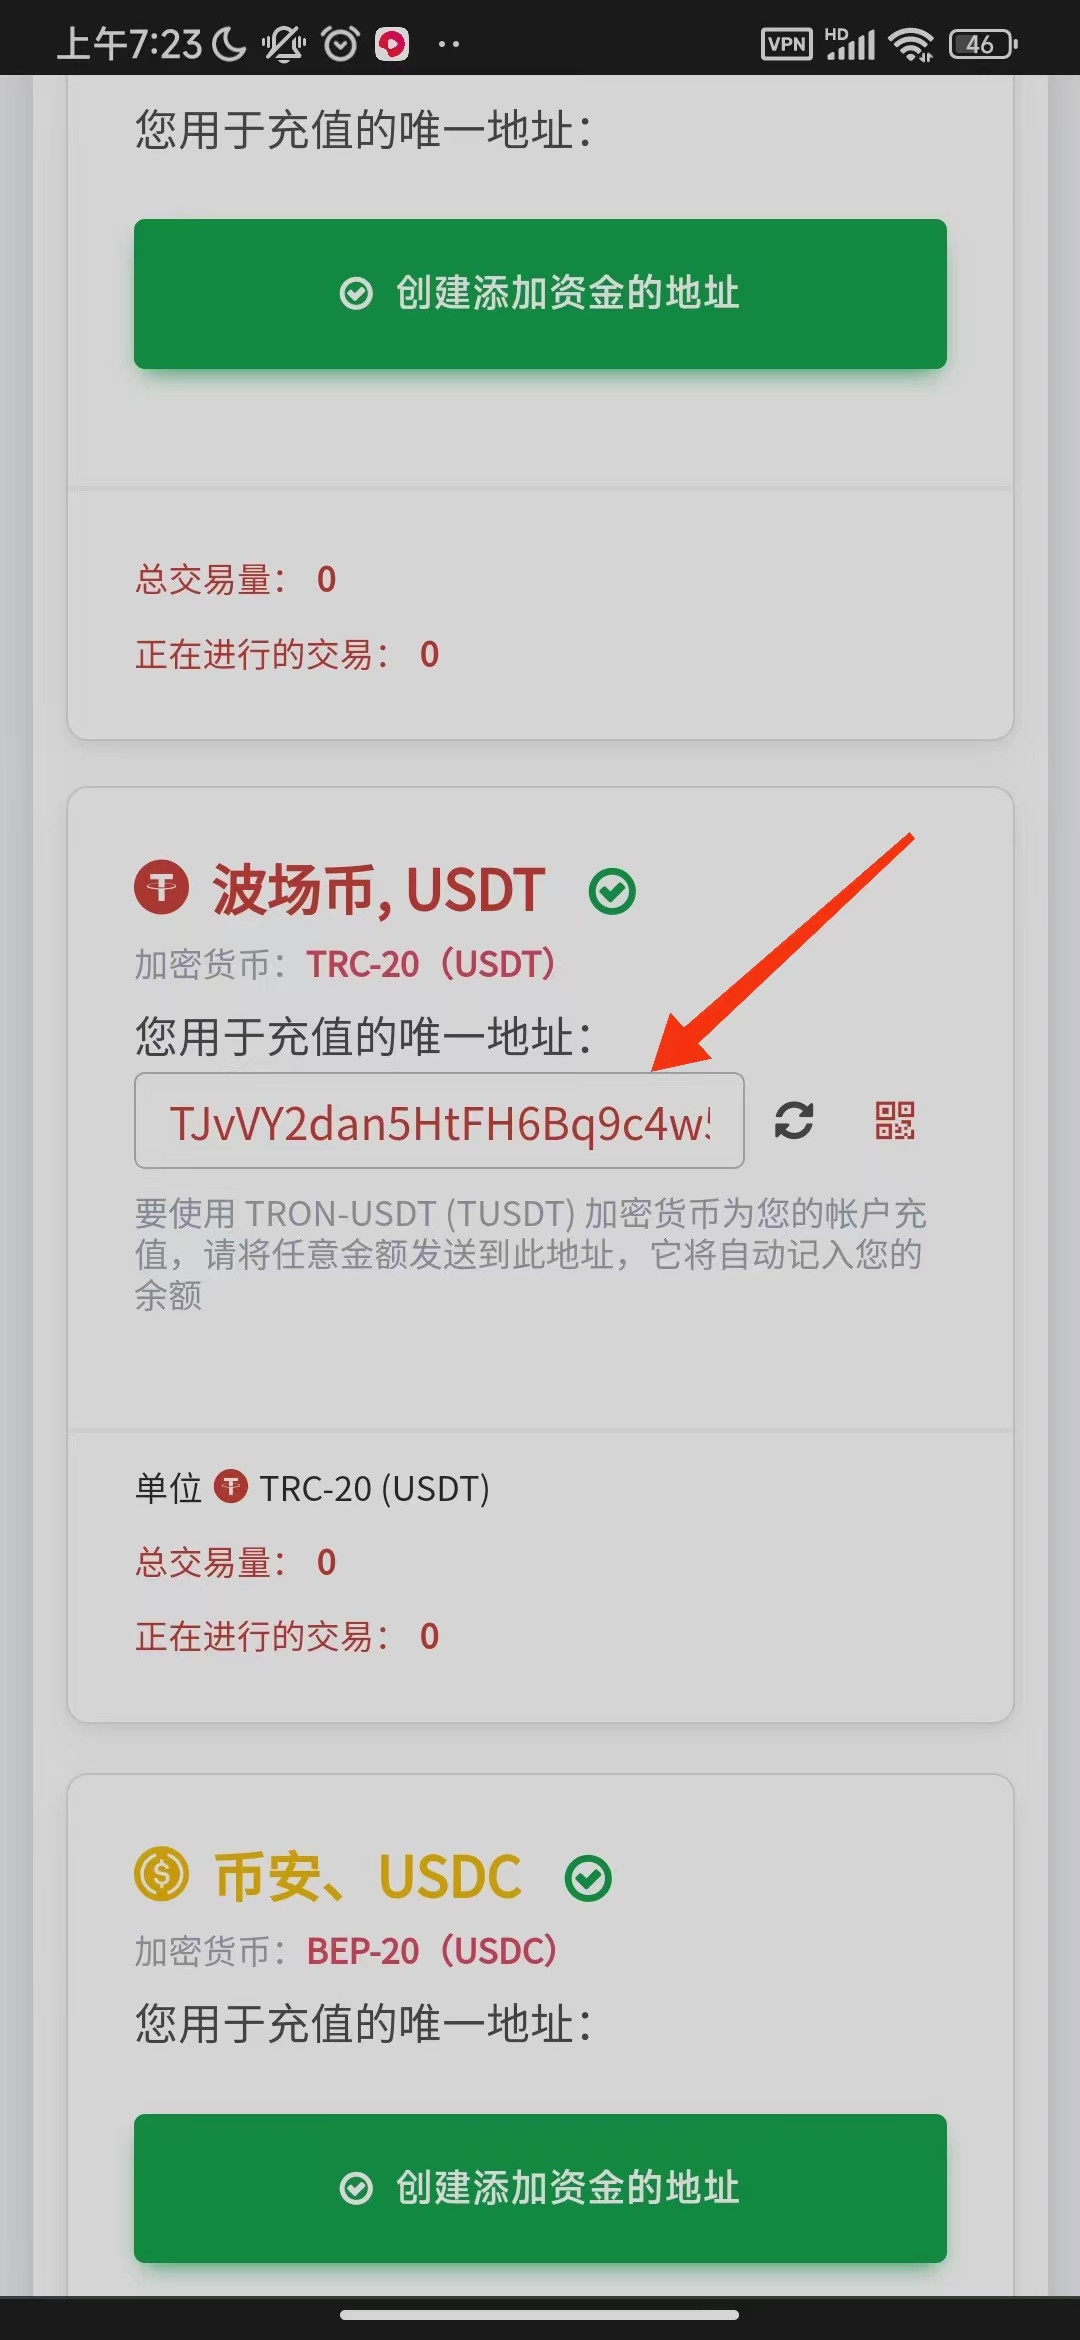 上午7:23
VPN HD 46
您用于充值的唯一地址：
创建添加资金的地址
总交易量： 0
正在进行的交易： 0
波场币, USDT
加密货币：TRC-20（USDT）
您用于充值的唯一地址：
TJvVY2dan5HtFH6Bq9c4w
要使用 TRON-USDT (TUSDT) 加密货币为您的帐户充
值，请将任意金额发送到此地址，它将自动记入您的
余额
单位 TRC-20 (USDT)
总交易量： 0
正在进行的交易： 0
币安、USDC
加密货币：BEP-20（USDC）
您用于充值的唯一地址：
创建添加资金的地址